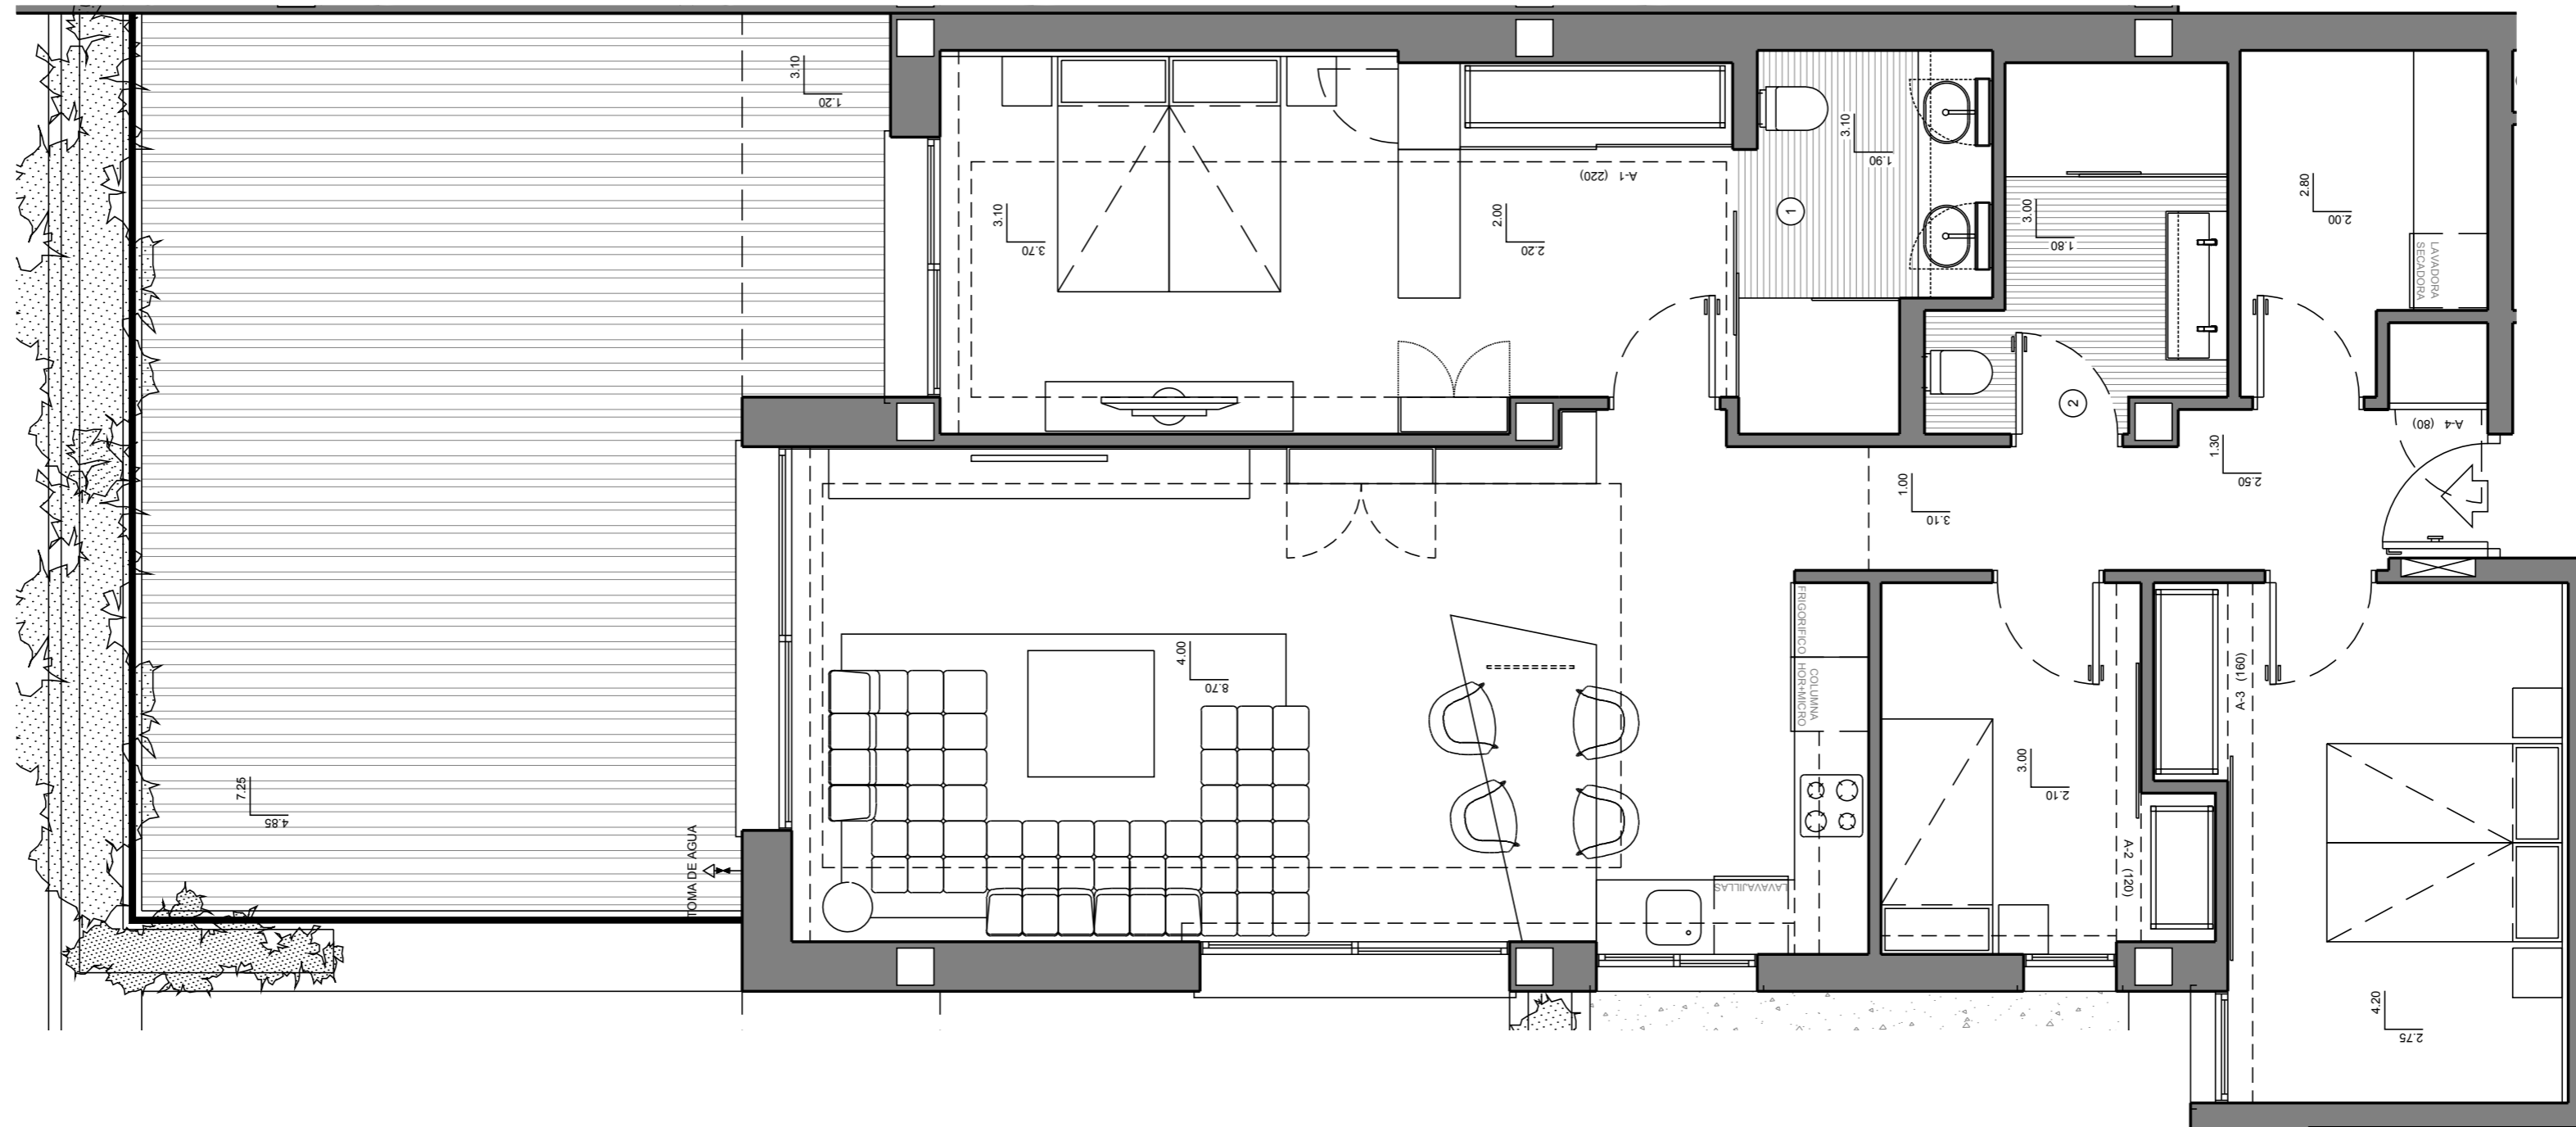 3.10
1.20
3.10
3.70
2.00
2.20
A-1 (220)
3.10
1.90
1
3.00
1.80
2
2.80
2.00
LAVADORA
SECADORA
A-4 (80)
1.30
2.50
1.00
3.10
7.25
4.85
TOMA DE AGUA
4.00
8.70
FRIGORIFICO
COLUMNA
HOR+MICRO
LAVAVAJILLAS
3.00
2.10
A-2 (120)
A-3 (160)
4.20
2.75